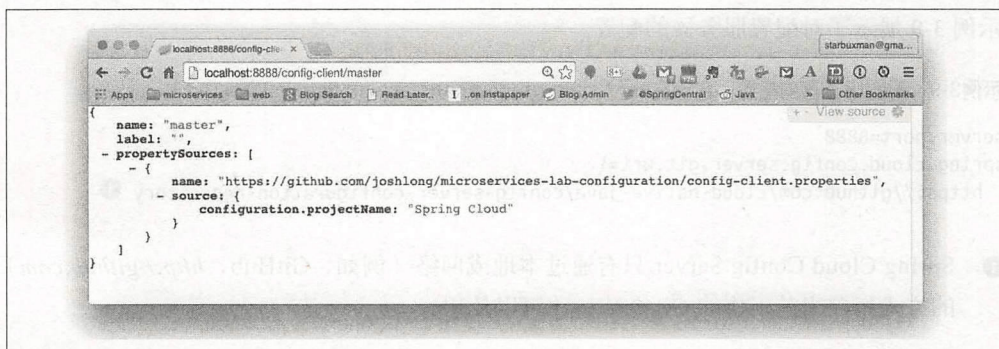 localhost:8888/config-clie ×
starbuxman@gma...
localhost:8888/config-client/master
Apps microservices web Blog Search Read Later.. ..on Instapaper Blog Admin @SpringCentral Java » Other Bookmarks
+ - View source
{
name: "master",
label: "",
- propertySources: [
- {
name: "https://github.com/joshlong/microservices-lab-configuration/config-client.properties",
- source: {
configuration.projectName: "Spring Cloud"
}
}
]
}